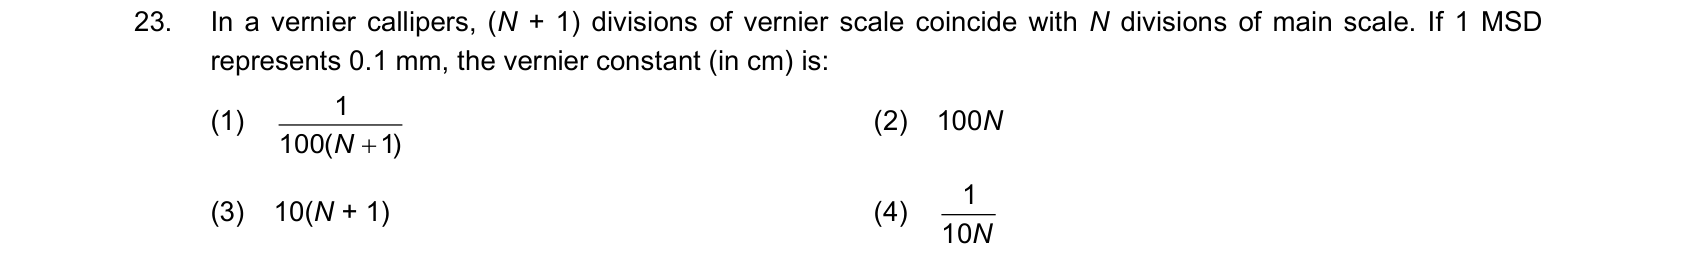 23. In a vernier callipers, (N + 1) divisions of vernier scale coincide with N divisions of main scale. If 1 MSD
represents 0.1 mm, the vernier constant (in cm) is:
(1) 1/(100(N + 1)) (2) 100N
(3) 10(N + 1) (4) 1/(10N)